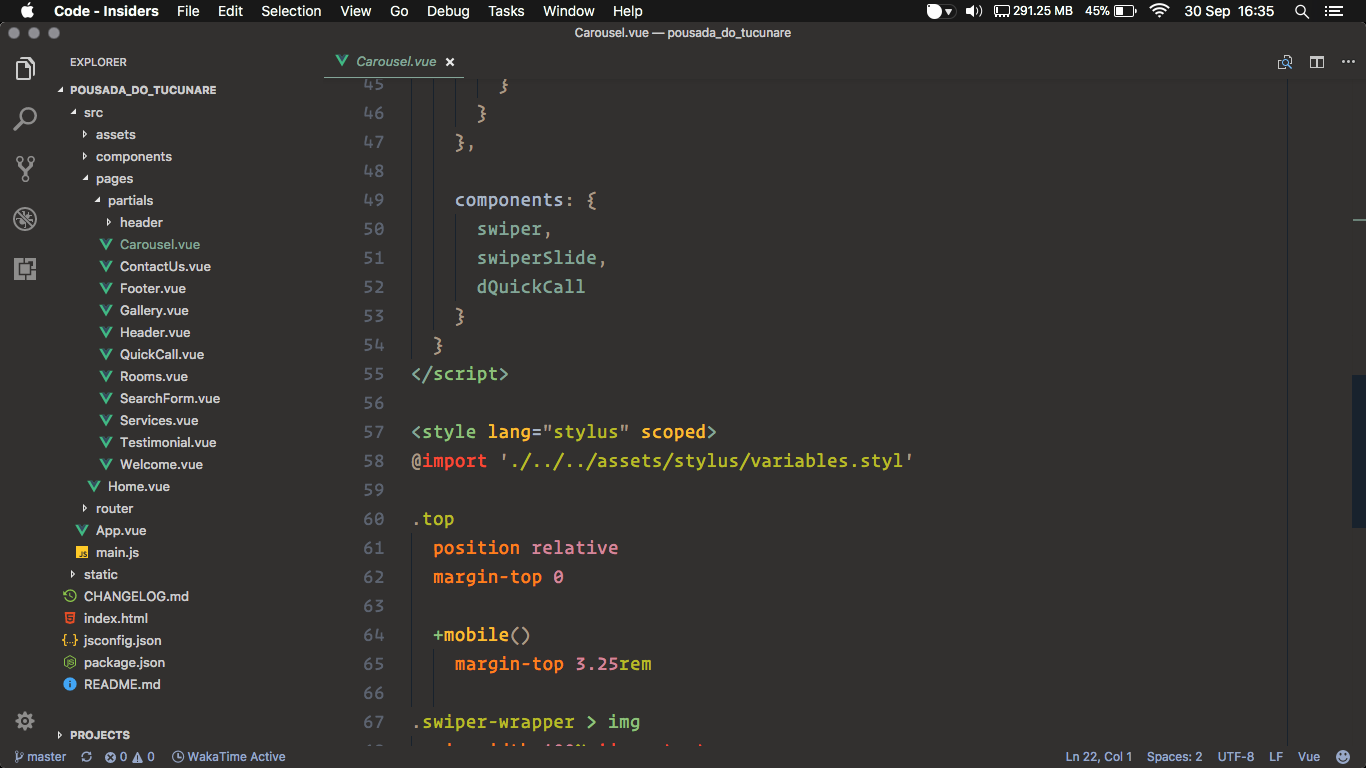 Code - Insiders File Edit Selection View Go Debug Tasks Window Help 291.25 MB 45% 30 Sep 16:35
Carousel.vue — pousada_do_tucunare
EXPLORER
POUSADA_DO_TUCUNARE
src
assets
components
pages
partials
header
Carousel.vue
ContactUs.vue
Footer.vue
Gallery.vue
Header.vue
QuickCall.vue
Rooms.vue
SearchForm.vue
Services.vue
Testimonial.vue
Welcome.vue
Home.vue
router
App.vue
main.js
static
CHANGELOG.md
index.html
jsconfig.json
package.json
README.md
PROJECTS
Carousel.vue
45 }
46 }
47 },
48
49 components: {
50 swiper,
51 swiperSlide,
52 dQuickCall
53 }
54 }
55 </script>
56
57 <style lang="stylus" scoped>
58 @import './../../assets/stylus/variables.styl'
59
60 .top
61 position relative
62 margin-top 0
63
64 +mobile()
65 margin-top 3.25rem
66
67 .swiper-wrapper > img
master 0 0 WakaTime Active Ln 22, Col 1 Spaces: 2 UTF-8 LF Vue